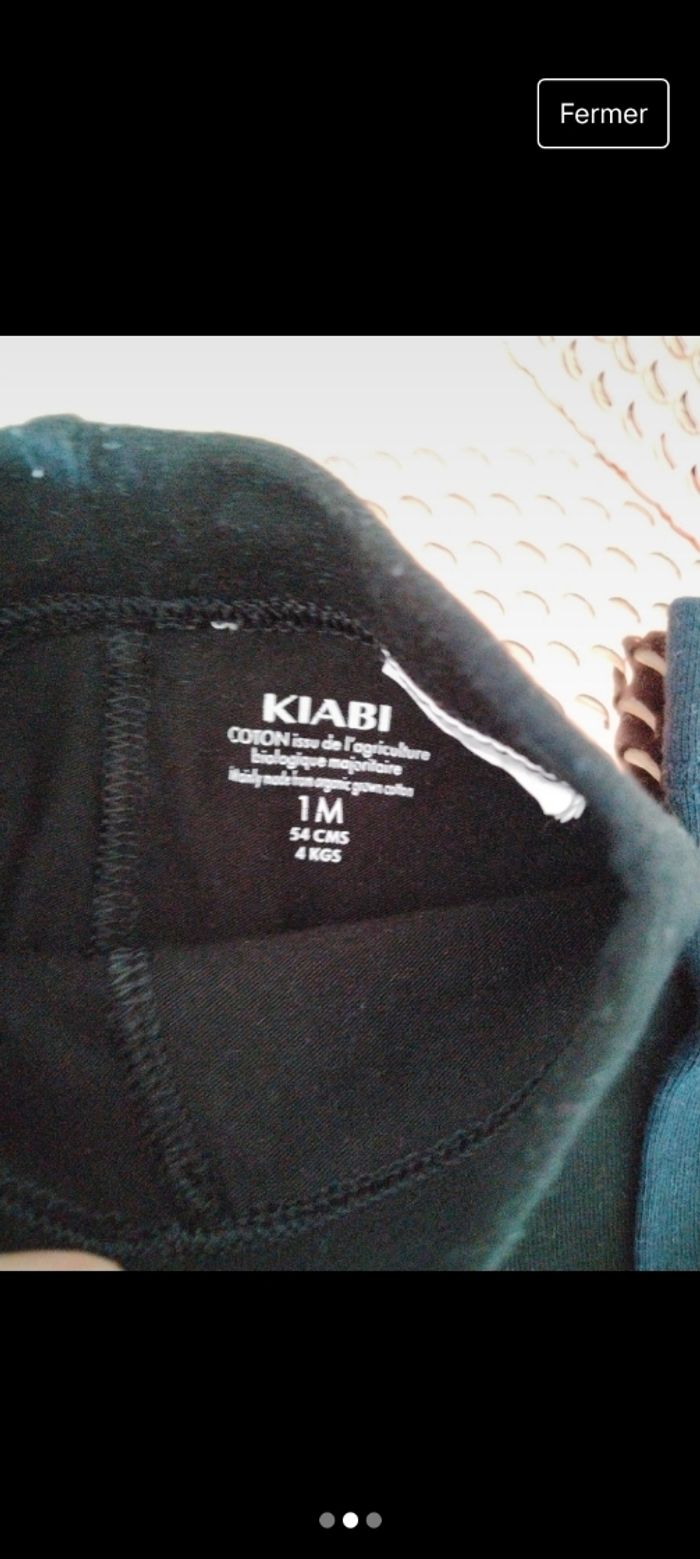 Fermer
KIABI
COTON issu de l'agriculture
biologique majoritaire
Mainly made from organic grown cotton
1M
54 CMS
4 KGS